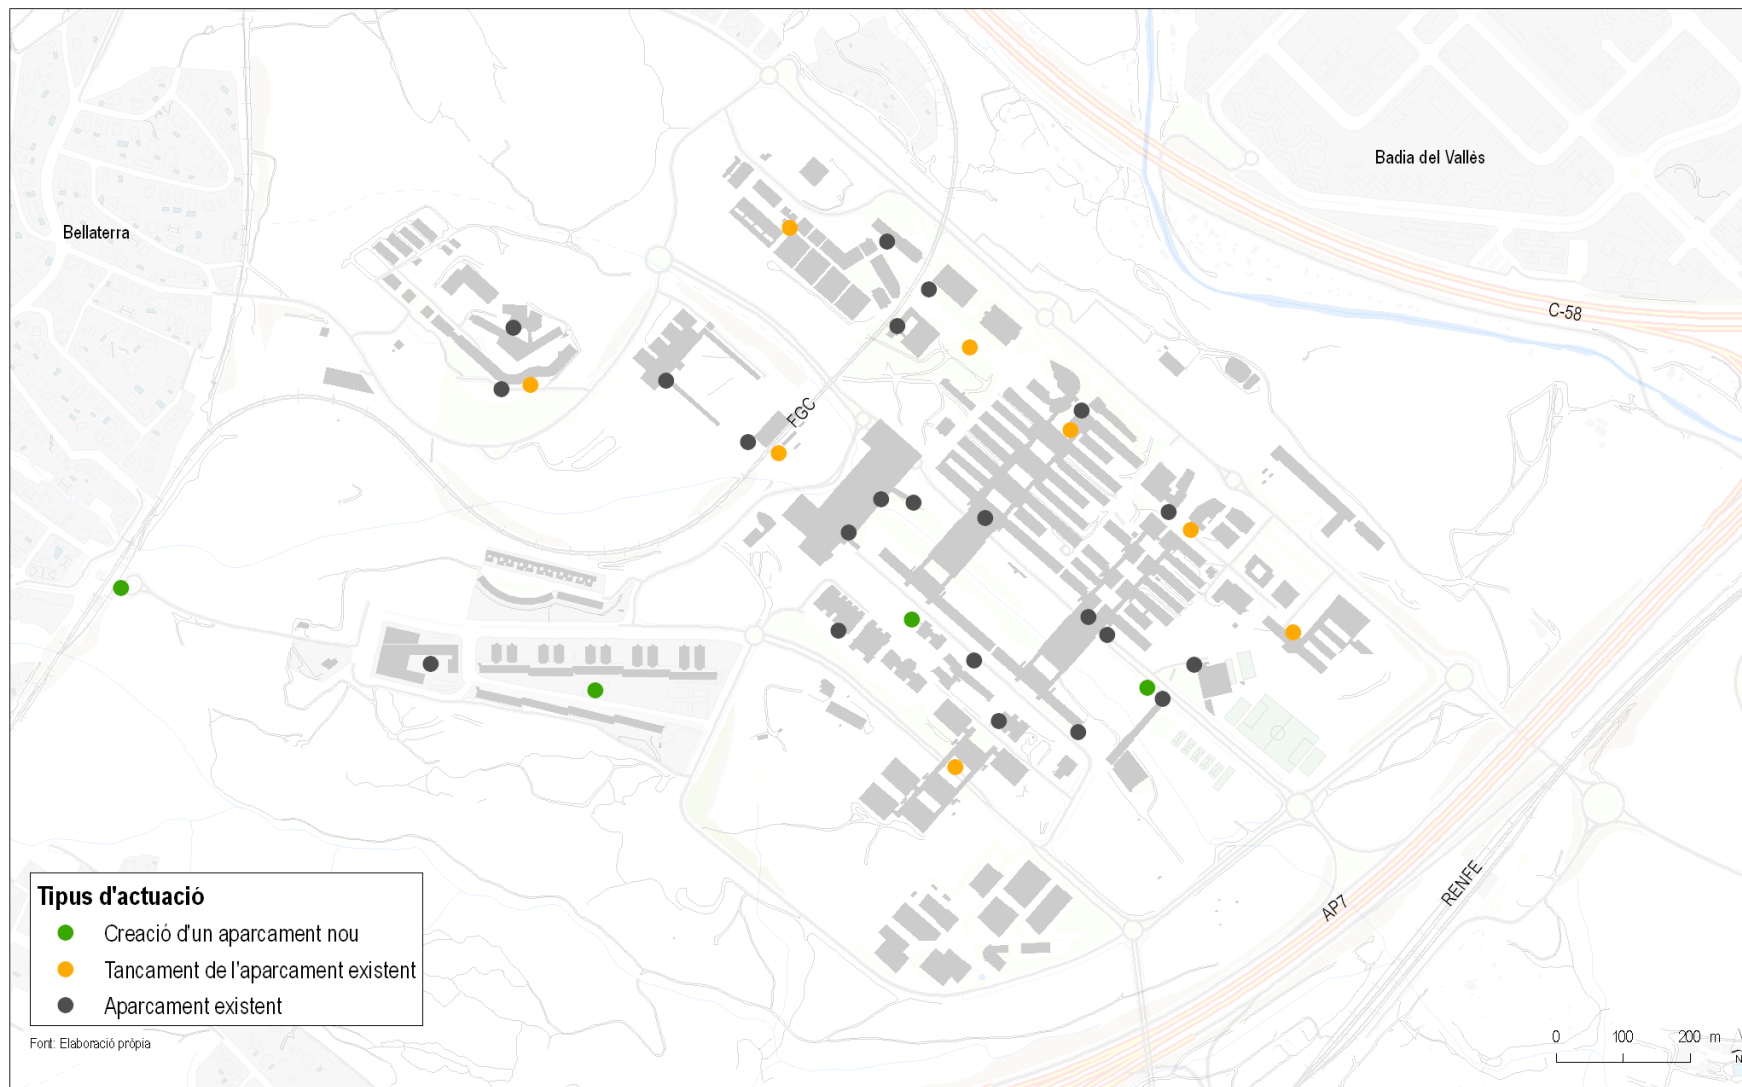 Badia del Vallès
Bellaterra
C-58
FGC
RENFE
AP7
Tipus d'actuació
Creació d'un aparcament nou
Tancament de l'aparcament existent
Aparcament existent
Font: Elaboració pròpia
0 100 200 m
N